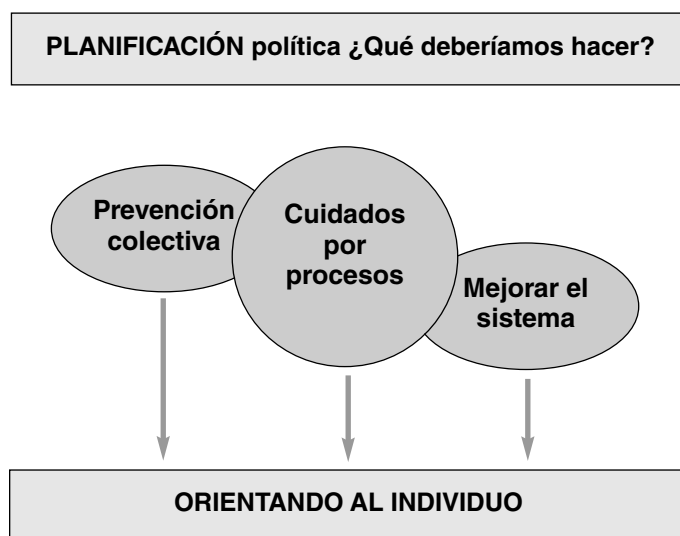 PLANIFICACIÓN política ¿Qué deberíamos hacer?
Prevención
colectiva
Cuidados
por
procesos
Mejorar el
sistema
ORIENTANDO AL INDIVIDUO